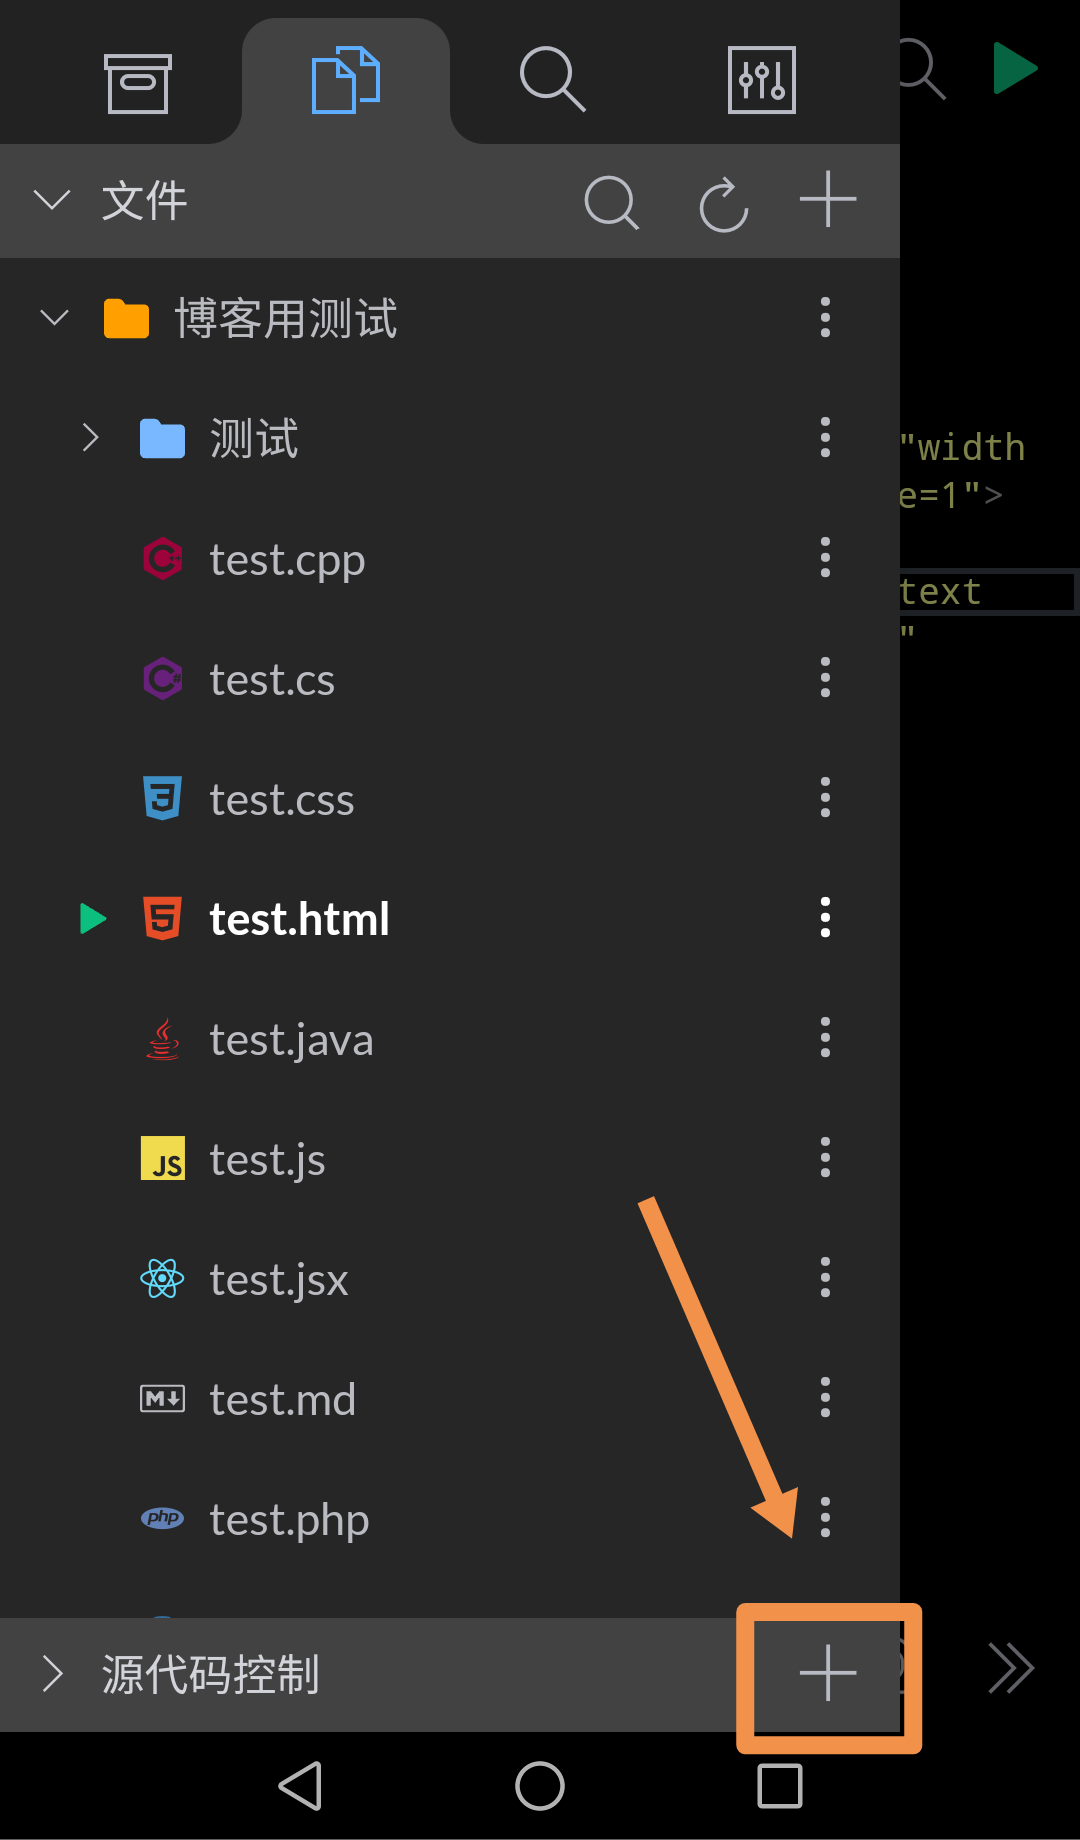 文件
博客用测试
测试
"width
e=1">
test.cpp
text
"
test.cs
test.css
test.html
test.java
JS test.js
test.jsx
M test.md
php test.php
源代码控制